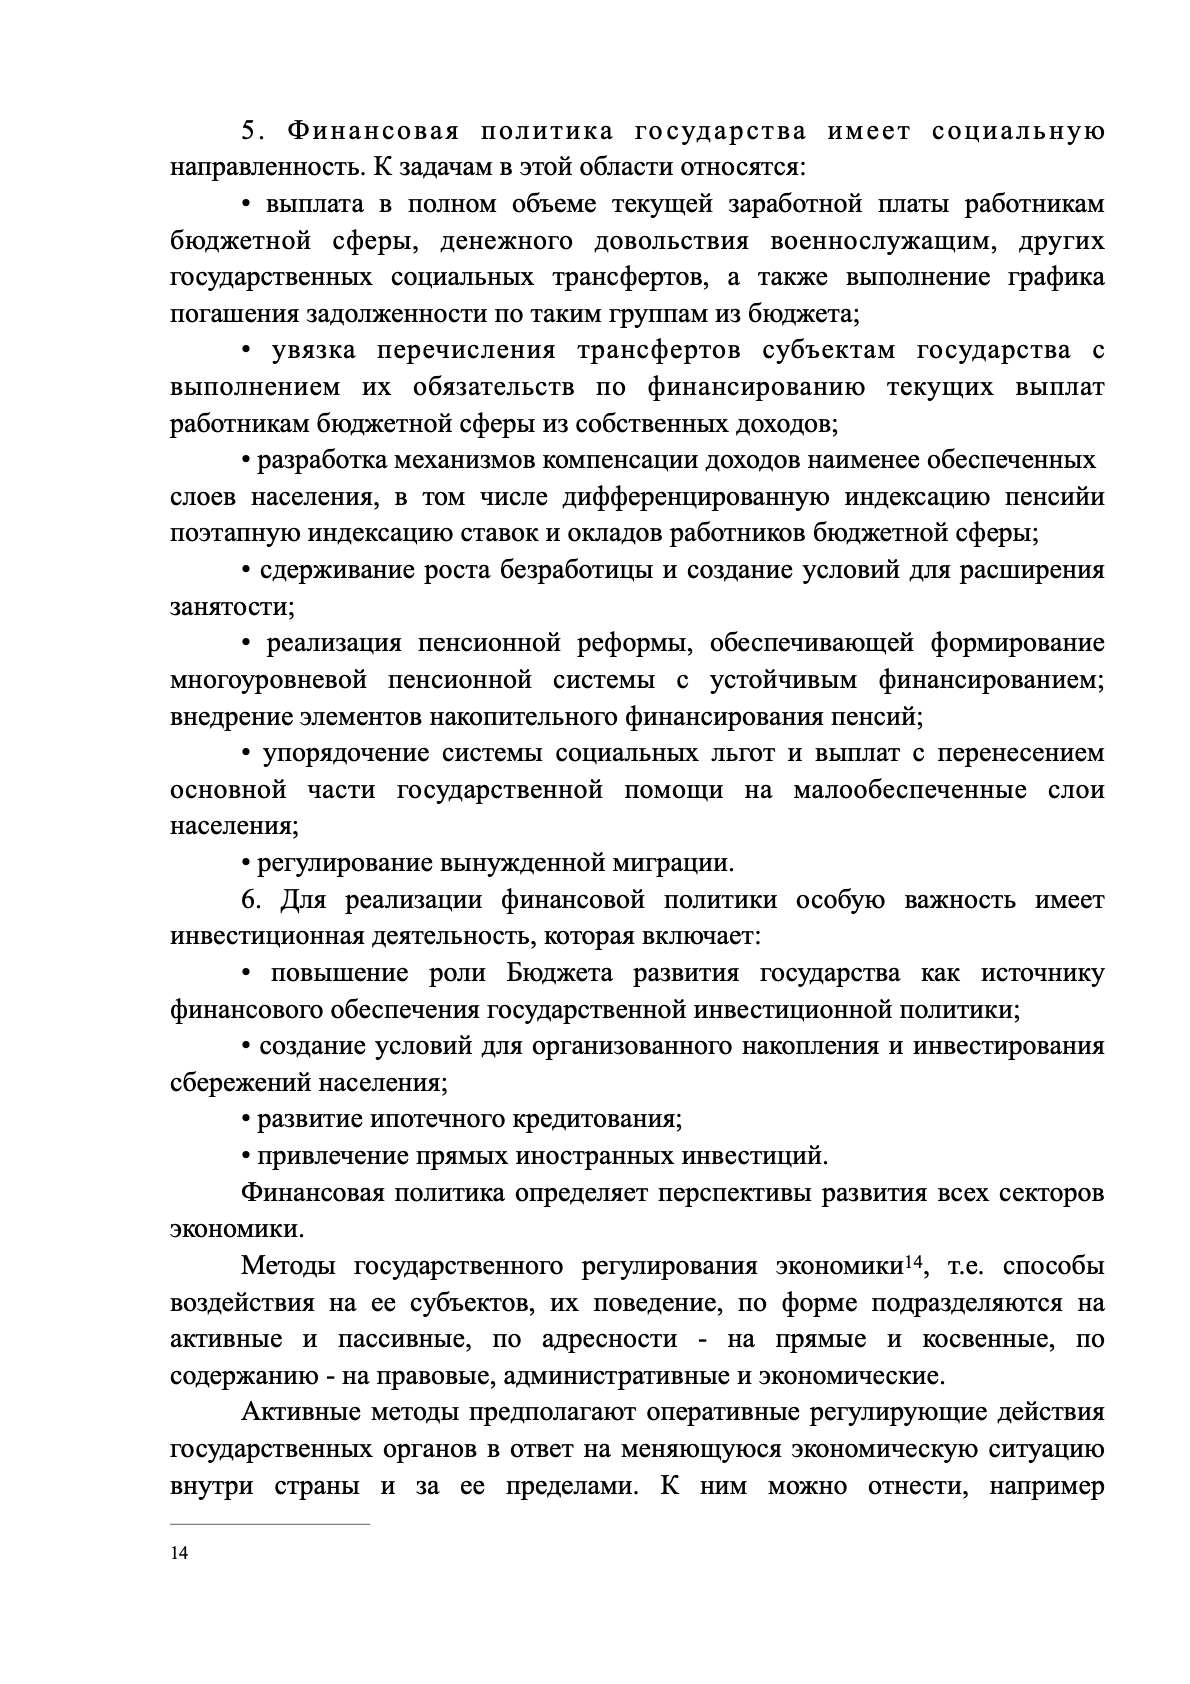 5. Финансовая политика государства имеет социальную
направленность. К задачам в этой области относятся:
• выплата в полном объеме текущей заработной платы работникам
бюджетной сферы, денежного довольствия военнослужащим, других
государственных социальных трансфертов, а также выполнение графика
погашения задолженности по таким группам из бюджета;
• увязка перечисления трансфертов субъектам государства с
выполнением их обязательств по финансированию текущих выплат
работникам бюджетной сферы из собственных доходов;
• разработка механизмов компенсации доходов наименее обеспеченных
слоев населения, в том числе дифференцированную индексацию пенсийи
поэтапную индексацию ставок и окладов работников бюджетной сферы;
• сдерживание роста безработицы и создание условий для расширения
занятости;
• реализация пенсионной реформы, обеспечивающей формирование
многоуровневой пенсионной системы с устойчивым финансированием;
внедрение элементов накопительного финансирования пенсий;
• упорядочение системы социальных льгот и выплат с перенесением
основной части государственной помощи на малообеспеченные слои
населения;
• регулирование вынужденной миграции.
6. Для реализации финансовой политики особую важность имеет
инвестиционная деятельность, которая включает:
• повышение роли Бюджета развития государства как источнику
финансового обеспечения государственной инвестиционной политики;
• создание условий для организованного накопления и инвестирования
сбережений населения;
• развитие ипотечного кредитования;
• привлечение прямых иностранных инвестиций.
Финансовая политика определяет перспективы развития всех секторов
экономики.
Методы государственного регулирования экономики14, т.е. способы
воздействия на ее субъектов, их поведение, по форме подразделяются на
активные и пассивные, по адресности - на прямые и косвенные, по
содержанию - на правовые, административные и экономические.
Активные методы предполагают оперативные регулирующие действия
государственных органов в ответ на меняющуюся экономическую ситуацию
внутри страны и за ее пределами. К ним можно отнести, например
14